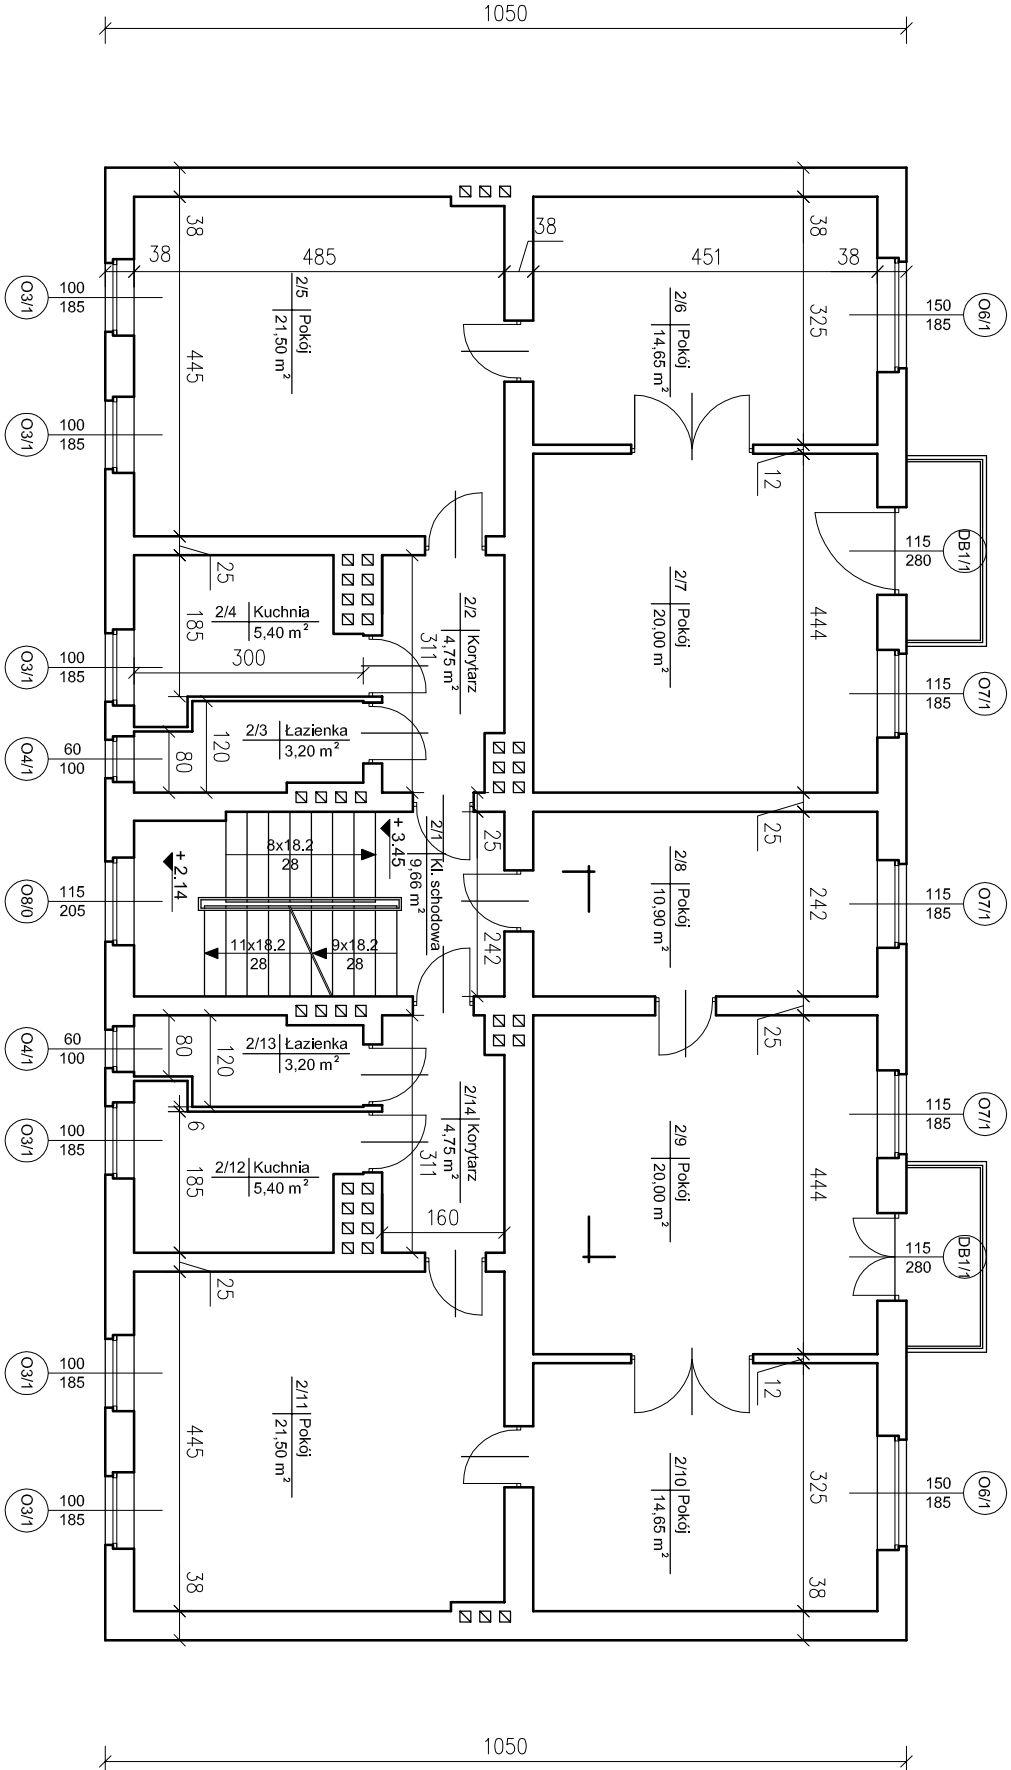 1050
38
38
38
485
38
451
38
O3/1
100
185
2/5
Pokój
21,50 m²
2/6
Pokój
14,65 m²
325
150
185
O6/1
445
O3/1
100
185
12
25
2/4
Kuchnia
5,40 m²
185
2/2
Korytarz
4,75 m²
311
2/7
Pokój
20,00 m²
444
115
280
DB1/1
O3/1
100
185
300
115
185
O7/1
2/3
Łazienka
3,20 m²
120
80
O4/1
60
100
+ 3.45
2/1
Kl. schodowa
9,66 m²
25
25
8x18.2
28
+ 2.14
2/8
Pokój
10,90 m²
242
O8/0
115
205
115
185
O7/1
11x18.2
28
9x18.2
28
242
O4/1
60
100
80
120
2/13
Łazienka
3,20 m²
25
6
O3/1
100
185
2/12
Kuchnia
5,40 m²
185
2/14
Korytarz
4,75 m²
311
2/9
Pokój
20,00 m²
444
115
185
O7/1
160
115
280
DB1/1
25
O3/1
100
185
2/11
Pokój
21,50 m²
12
445
2/10
Pokój
14,65 m²
325
150
185
O6/1
O3/1
100
185
38
38
1050